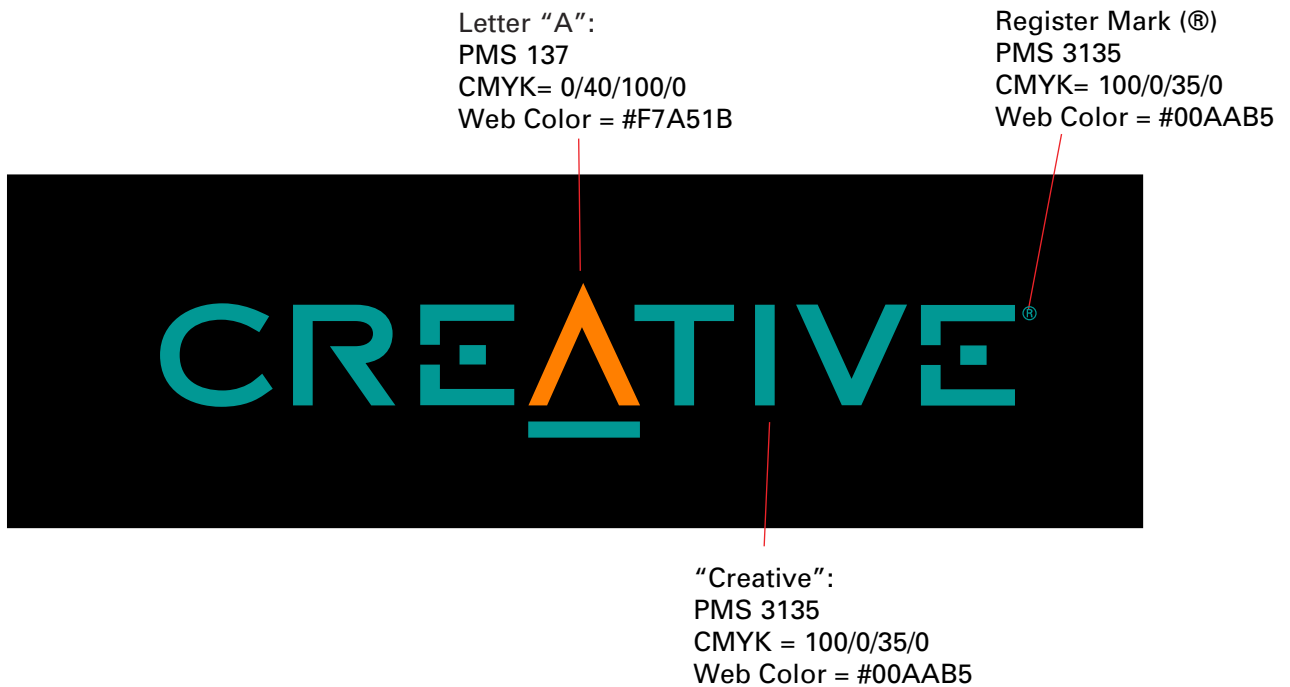 Letter “A”:
PMS 137
CMYK= 0/40/100/0
Web Color = #F7A51B
Register Mark (®)
PMS 3135
CMYK= 100/0/35/0
Web Color = #00AAB5
CREATIVE®
“Creative”:
PMS 3135
CMYK = 100/0/35/0
Web Color = #00AAB5